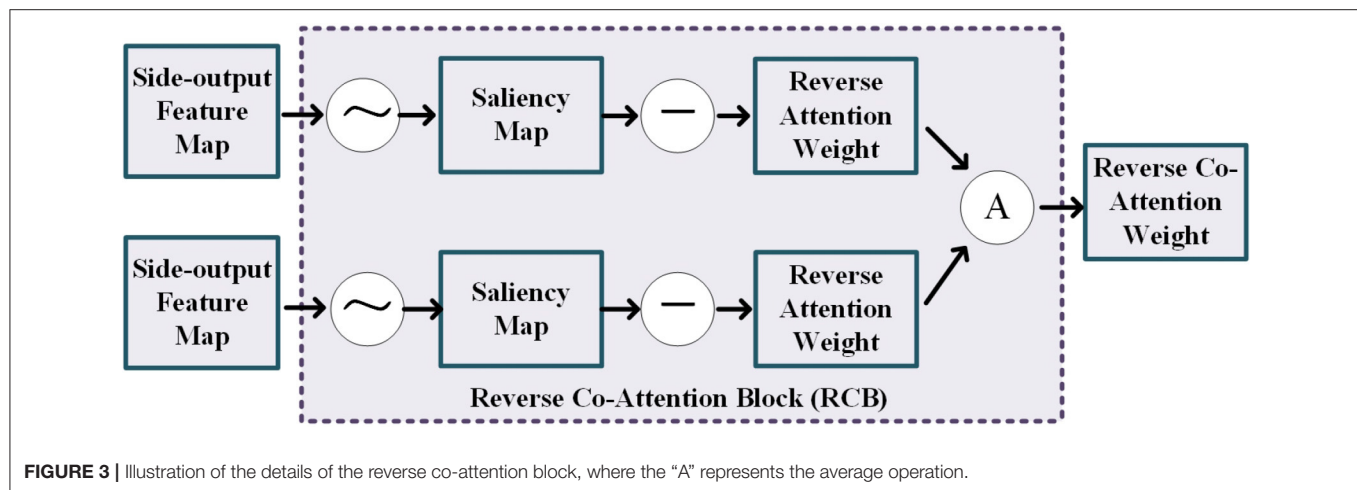 Side-output
Feature
Map
~
Saliency
Map
−
Reverse
Attention
Weight
Side-output
Feature
Map
~
Saliency
Map
−
Reverse
Attention
Weight
A
Reverse Co-
Attention
Weight
Reverse Co-Attention Block (RCB)
FIGURE 3 | Illustration of the details of the reverse co-attention block, where the “A” represents the average operation.